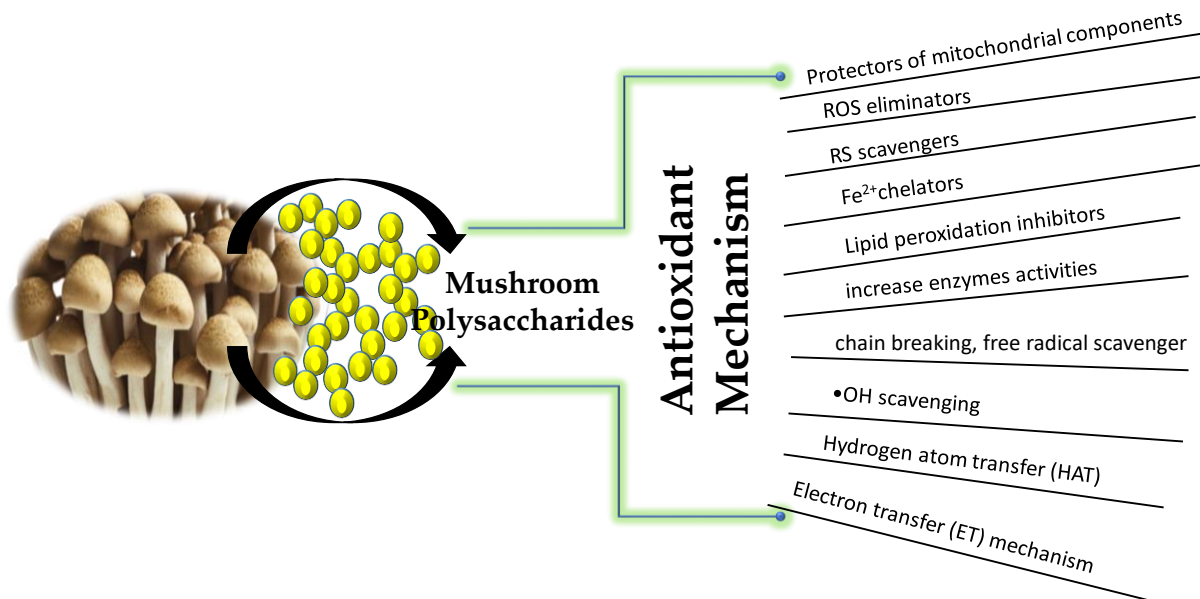 Mushroom
Polysaccharides
Antioxidant
Mechanism
Protectors of mitochondrial components
ROS eliminators
RS scavengers
Fe²⁺chelators
Lipid peroxidation inhibitors
increase enzymes activities
chain breaking, free radical scavenger
•OH scavenging
Hydrogen atom transfer (HAT)
Electron transfer (ET) mechanism